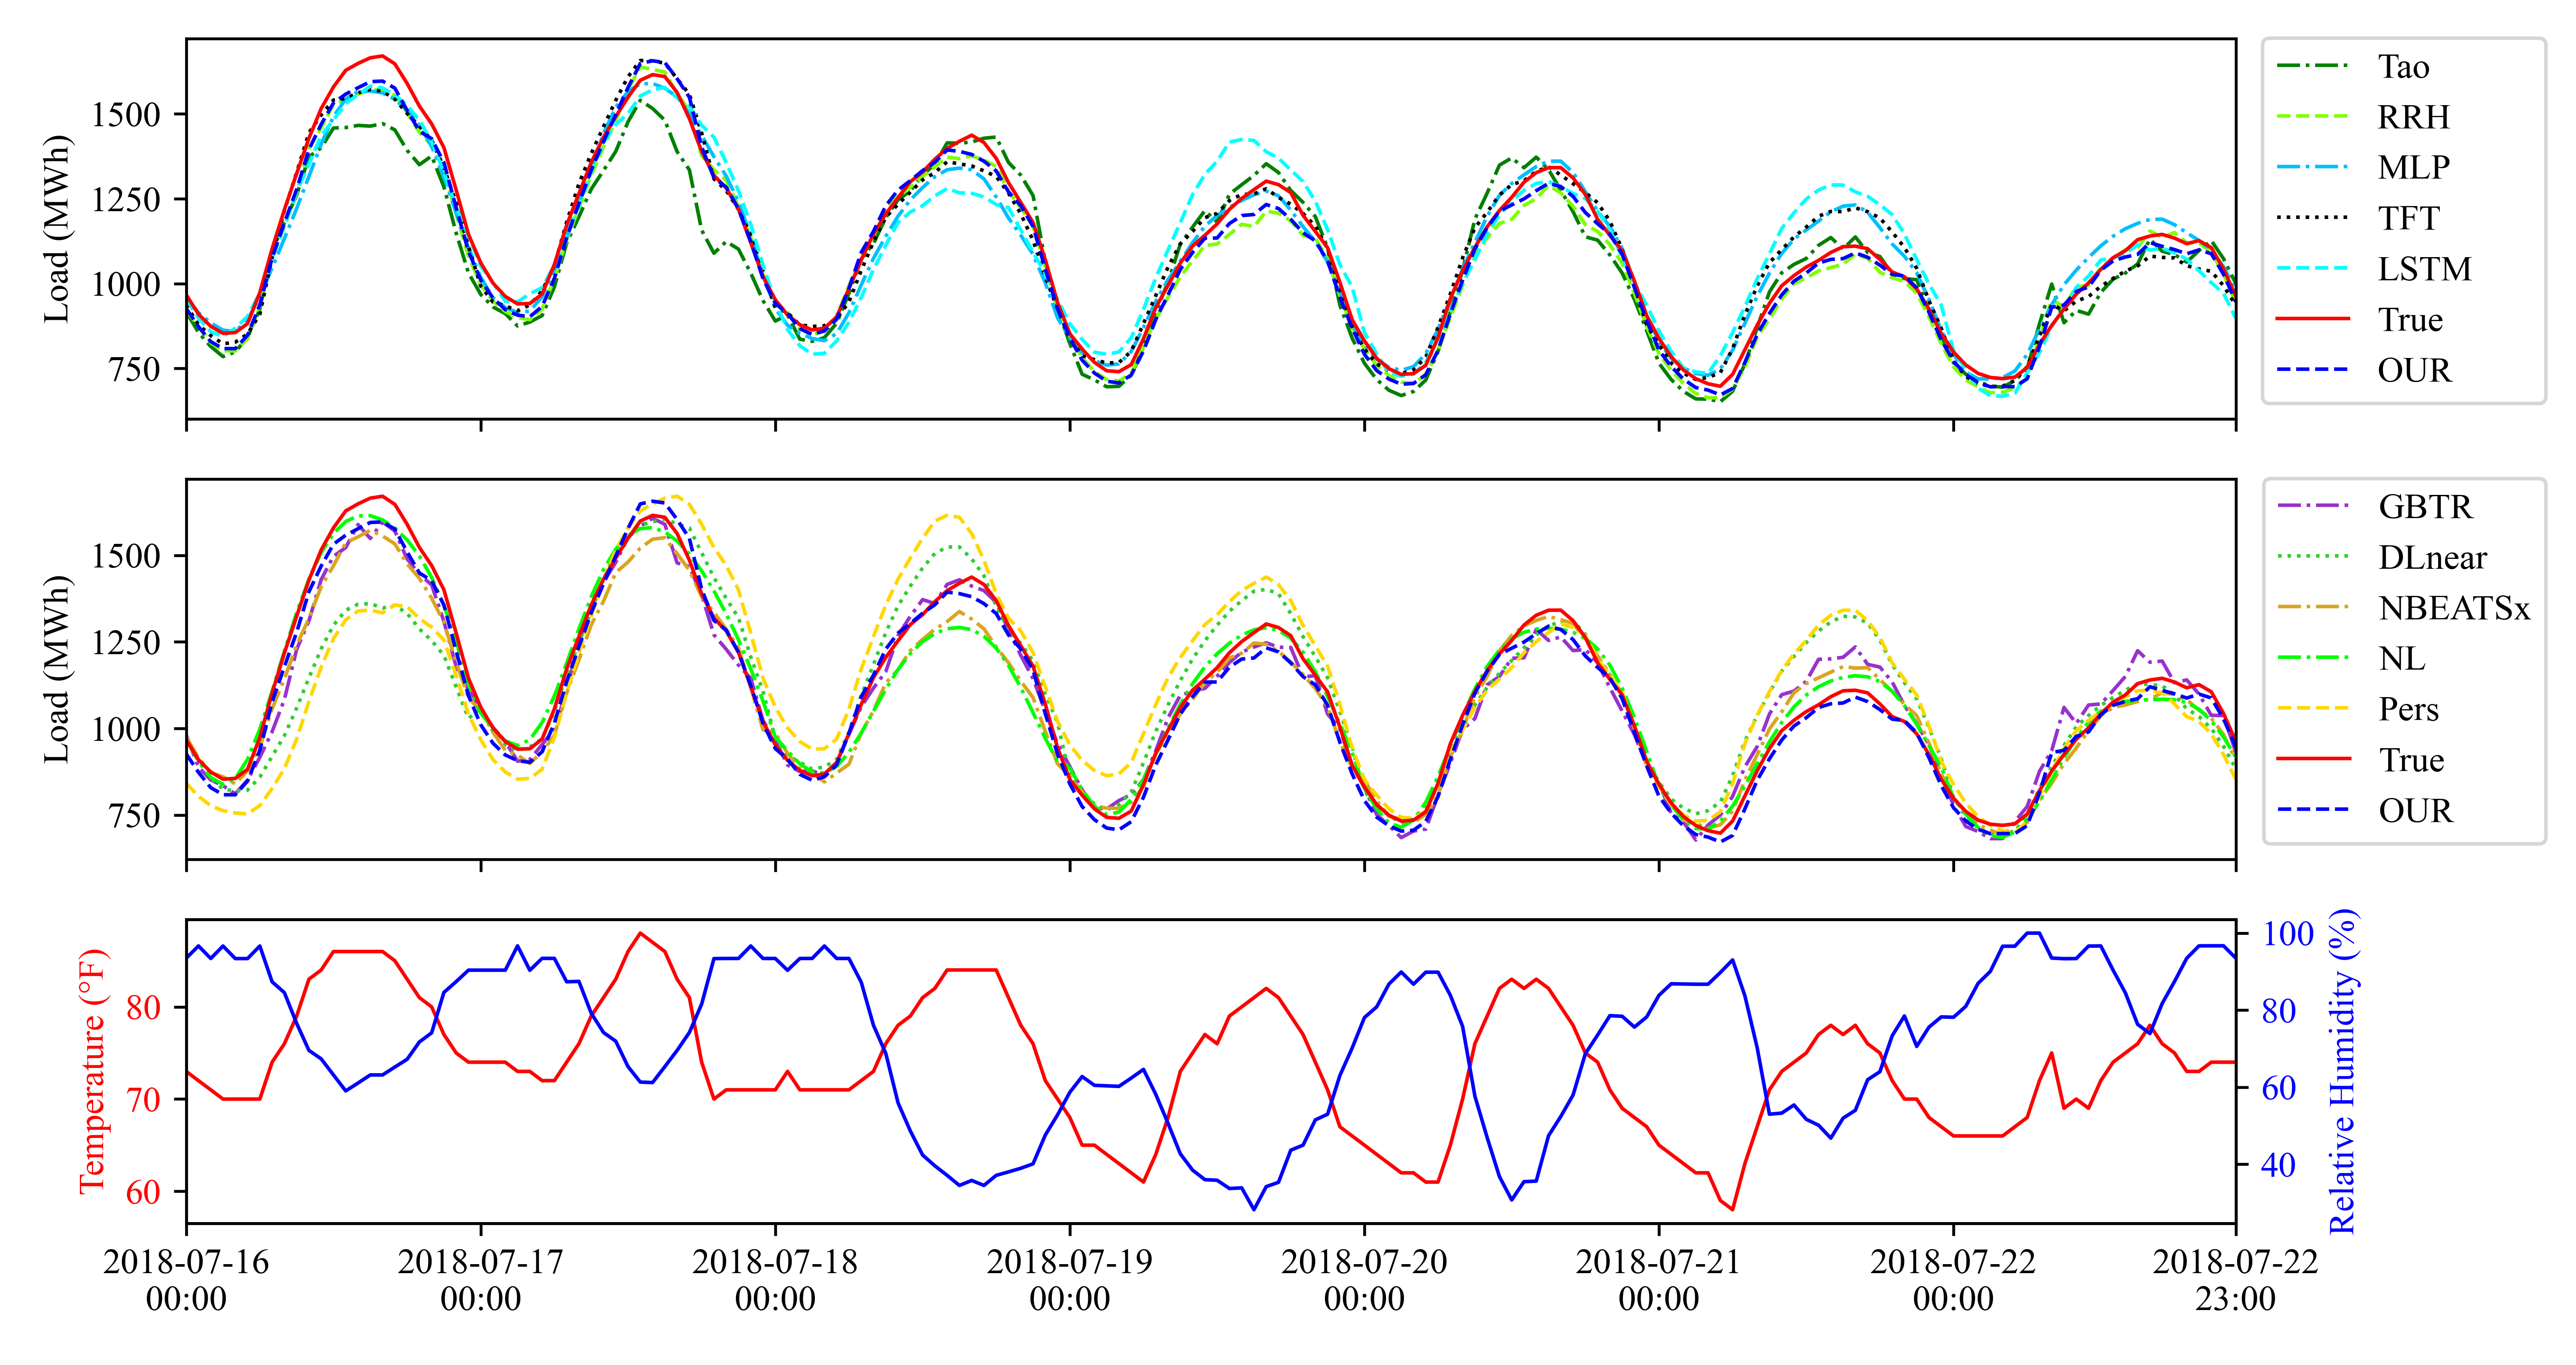 Load (MWh)
1500
1250
1000
750
Tao
RRH
MLP
TFT
LSTM
True
OUR
Load (MWh)
1500
1250
1000
750
GBTR
DLnear
NBEATSx
NL
Pers
True
OUR
Temperature (°F)
80
70
60
100
80
60
40
Relative Humidity (%)
2018-07-16 2018-07-17 2018-07-18 2018-07-19 2018-07-20 2018-07-21 2018-07-22 2018-07-22
00:00 00:00 00:00 00:00 00:00 00:00 00:00 23:00